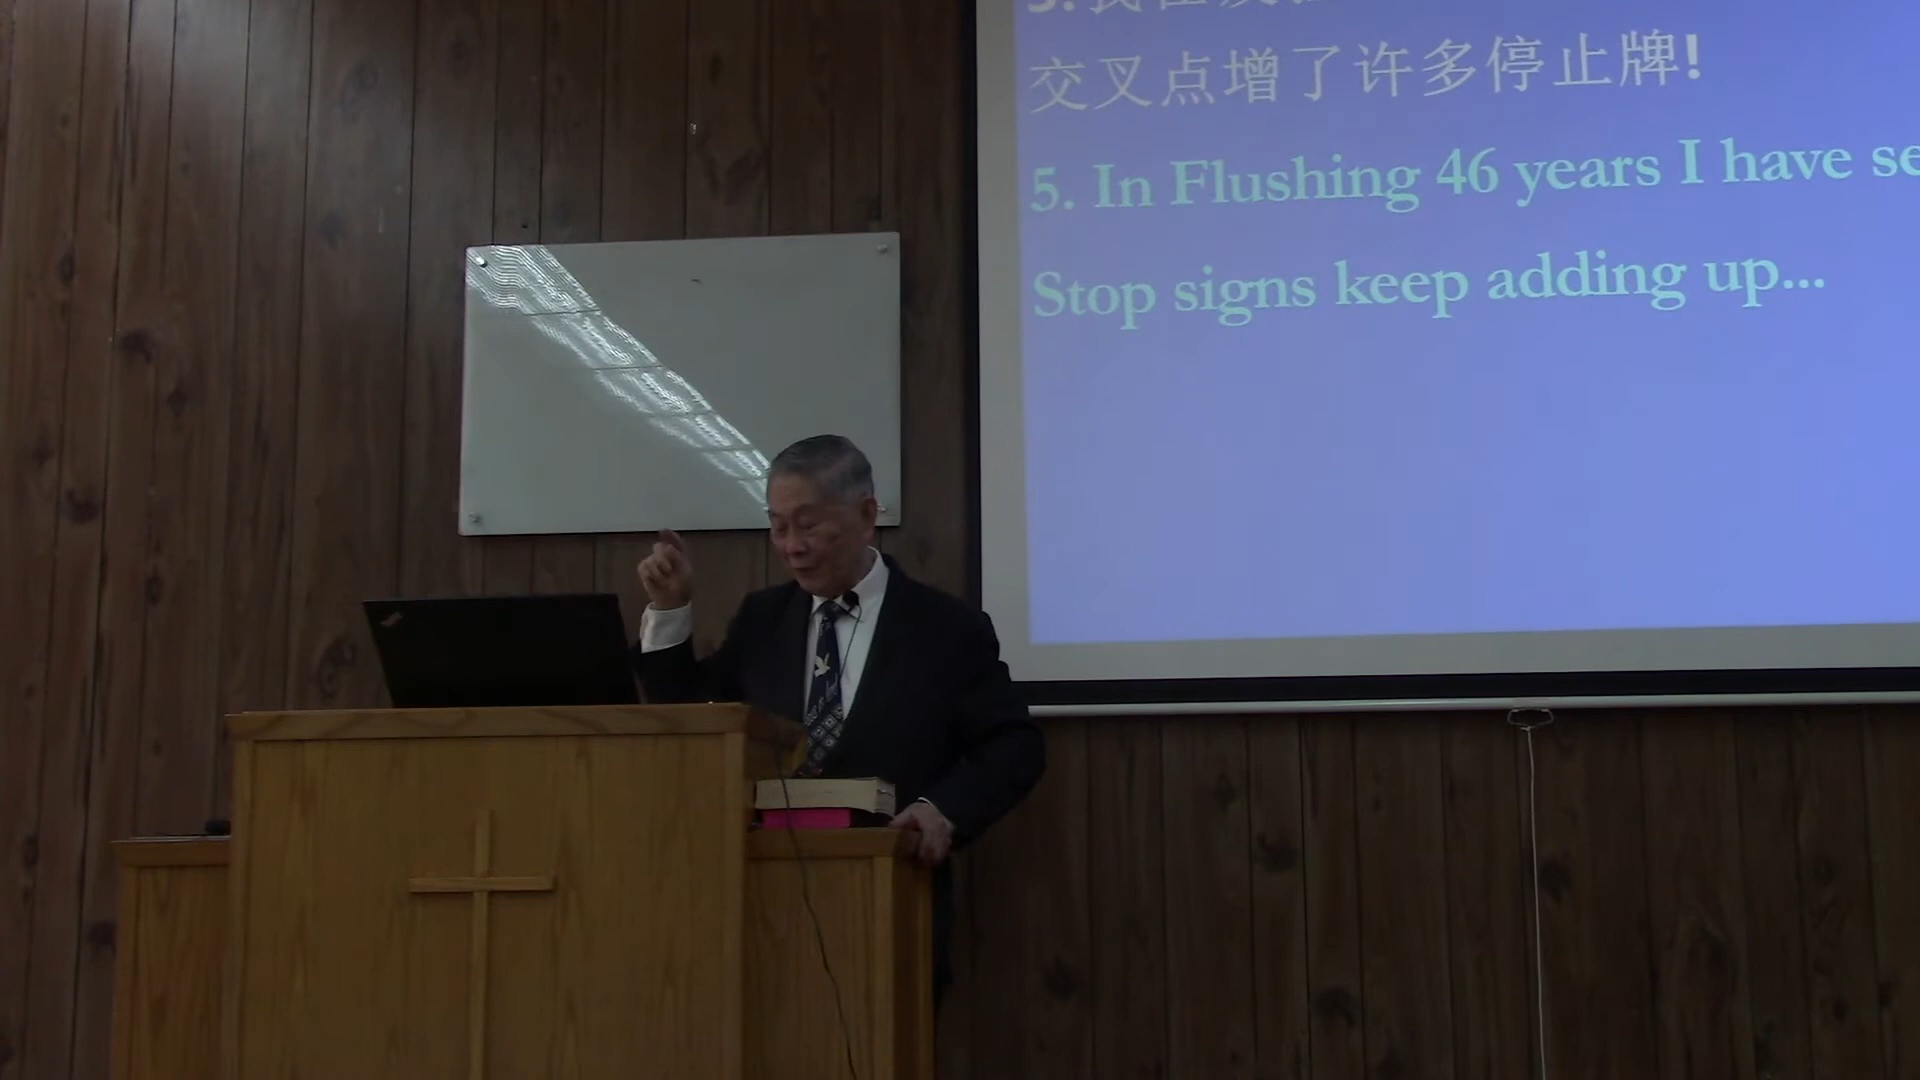 交叉点增了许多停止牌!
5. In Flushing 46 years I have
Stop signs keep adding up...